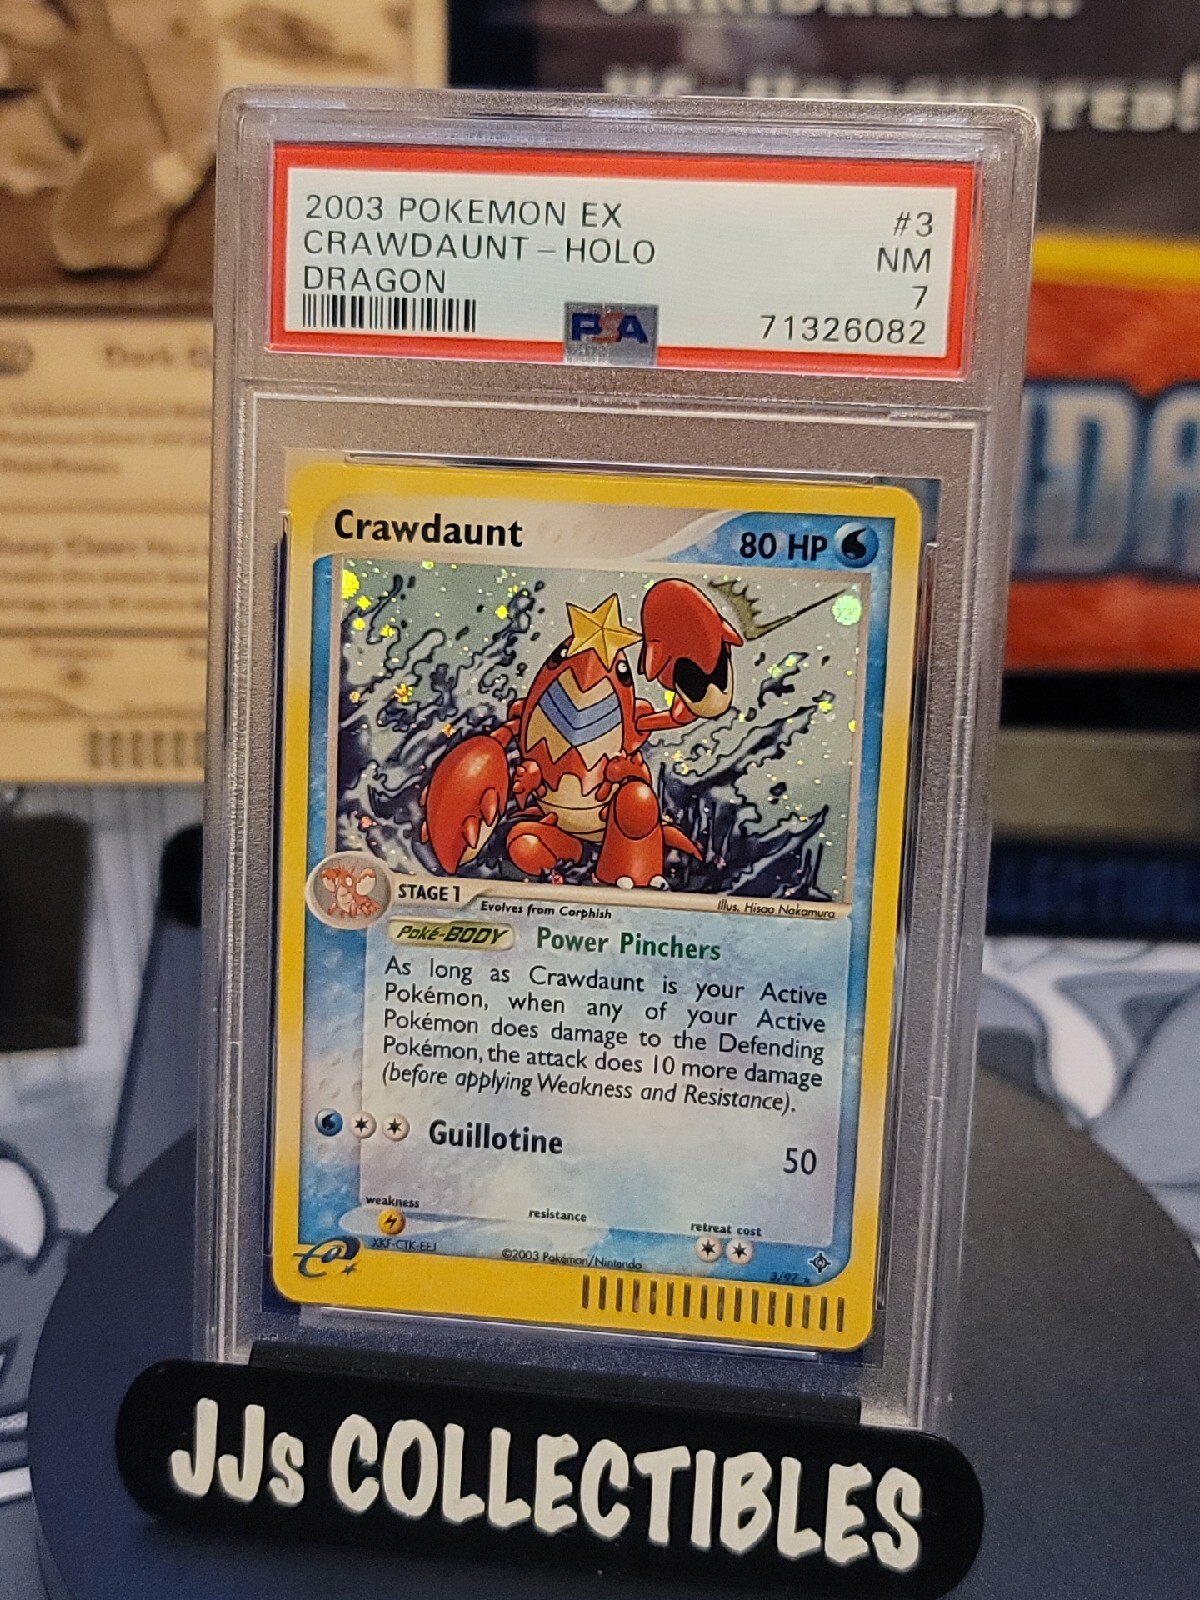 2003 POKEMON EX #3
CRAWDAUNT - HOLO NM
DRAGON 7
PSA 71326082
Crawdaunt 80 HP
STAGE 1 Evolves from Corphish Illus. Hisao Nakamura
Poké-BODY Power Pinchers
As long as Crawdaunt is your Active
Pokémon, when any of your Active
Pokémon does damage to the Defending
Pokémon, the attack does 10 more damage
(before applying Weakness and Resistance).
Guillotine 50
weakness resistance retreat cost
©2003 Pokémon/Nintendo 3/97
JJs COLLECTIBLES